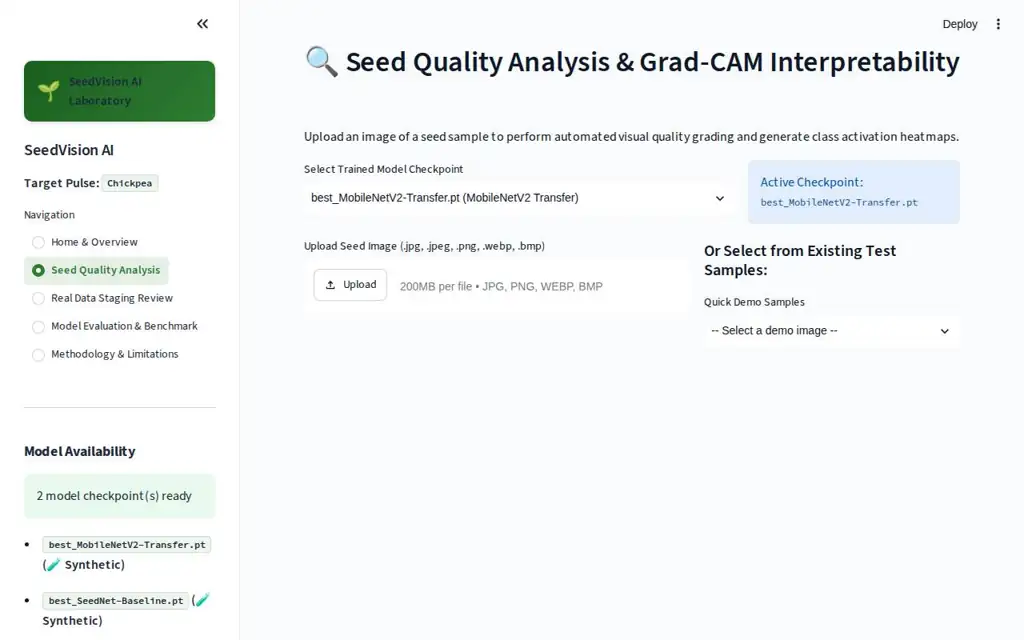 Deploy
🌱 SeedVision AI
Laboratory
SeedVision AI
Target Pulse: Chickpea
Navigation
Home & Overview
Seed Quality Analysis
Real Data Staging Review
Model Evaluation & Benchmark
Methodology & Limitations
Model Availability
2 model checkpoint(s) ready
best_MobileNetV2-Transfer.pt
(🧪 Synthetic)
best_SeedNet-Baseline.pt (🧪
Synthetic)
🔍 Seed Quality Analysis & Grad-CAM Interpretability
Upload an image of a seed sample to perform automated visual quality grading and generate class activation heatmaps.
Select Trained Model Checkpoint
best_MobileNetV2-Transfer.pt (MobileNetV2 Transfer)
Active Checkpoint:
best_MobileNetV2-Transfer.pt
Upload Seed Image (.jpg, .jpeg, .png, .webp, .bmp)
Upload
200MB per file • JPG, PNG, WEBP, BMP
Or Select from Existing Test
Samples:
Quick Demo Samples
-- Select a demo image --